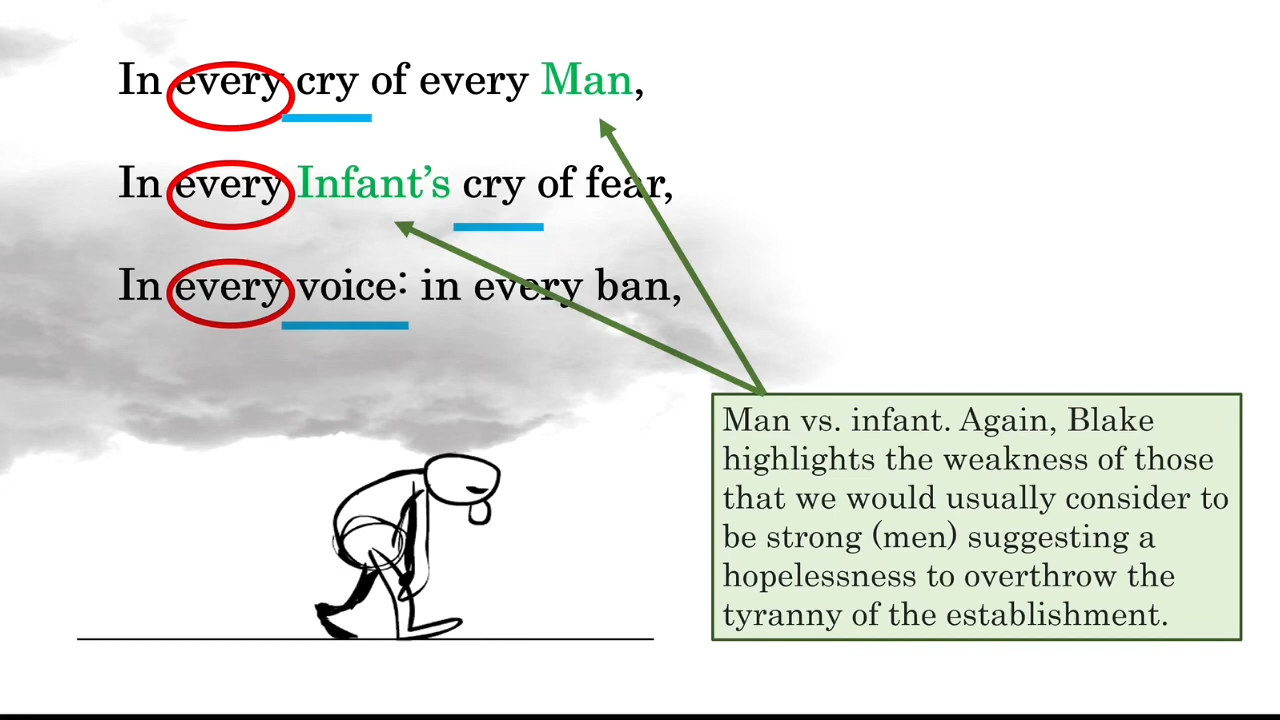 In every cry of every Man,
In every Infant’s cry of fear,
In every voice: in every ban,
Man vs. infant. Again, Blake
highlights the weakness of those
that we would usually consider to
be strong (men) suggesting a
hopelessness to overthrow the
tyranny of the establishment.